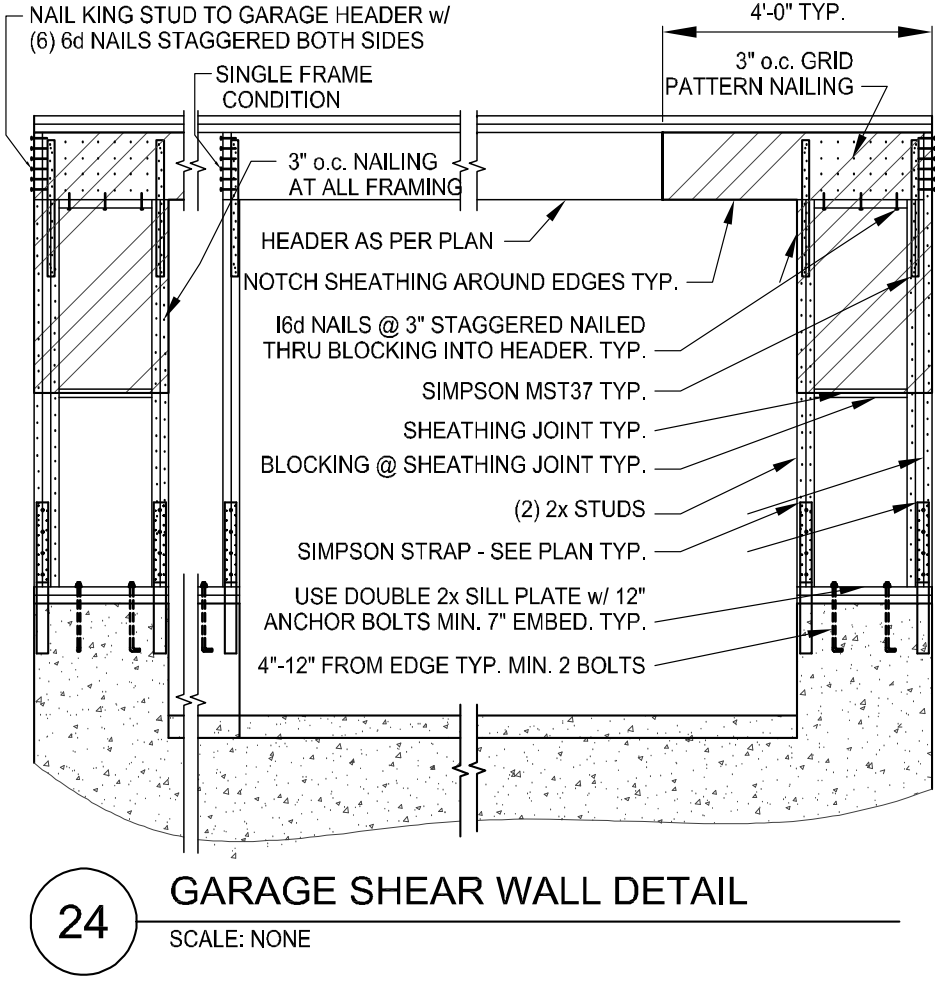 NAIL KING STUD TO GARAGE HEADER w/
(6) 6d NAILS STAGGERED BOTH SIDES
4'-0" TYP.
SINGLE FRAME
CONDITION
3" o.c. GRID
PATTERN NAILING
3" o.c. NAILING
AT ALL FRAMING
HEADER AS PER PLAN
NOTCH SHEATHING AROUND EDGES TYP.
16d NAILS @ 3" STAGGERED NAILED
THRU BLOCKING INTO HEADER. TYP.
SIMPSON MST37 TYP.
SHEATHING JOINT TYP.
BLOCKING @ SHEATHING JOINT TYP.
(2) 2x STUDS
SIMPSON STRAP - SEE PLAN TYP.
USE DOUBLE 2x SILL PLATE w/ 12"
ANCHOR BOLTS MIN. 7" EMBED. TYP.
4"-12" FROM EDGE TYP. MIN. 2 BOLTS
24
GARAGE SHEAR WALL DETAIL
SCALE: NONE